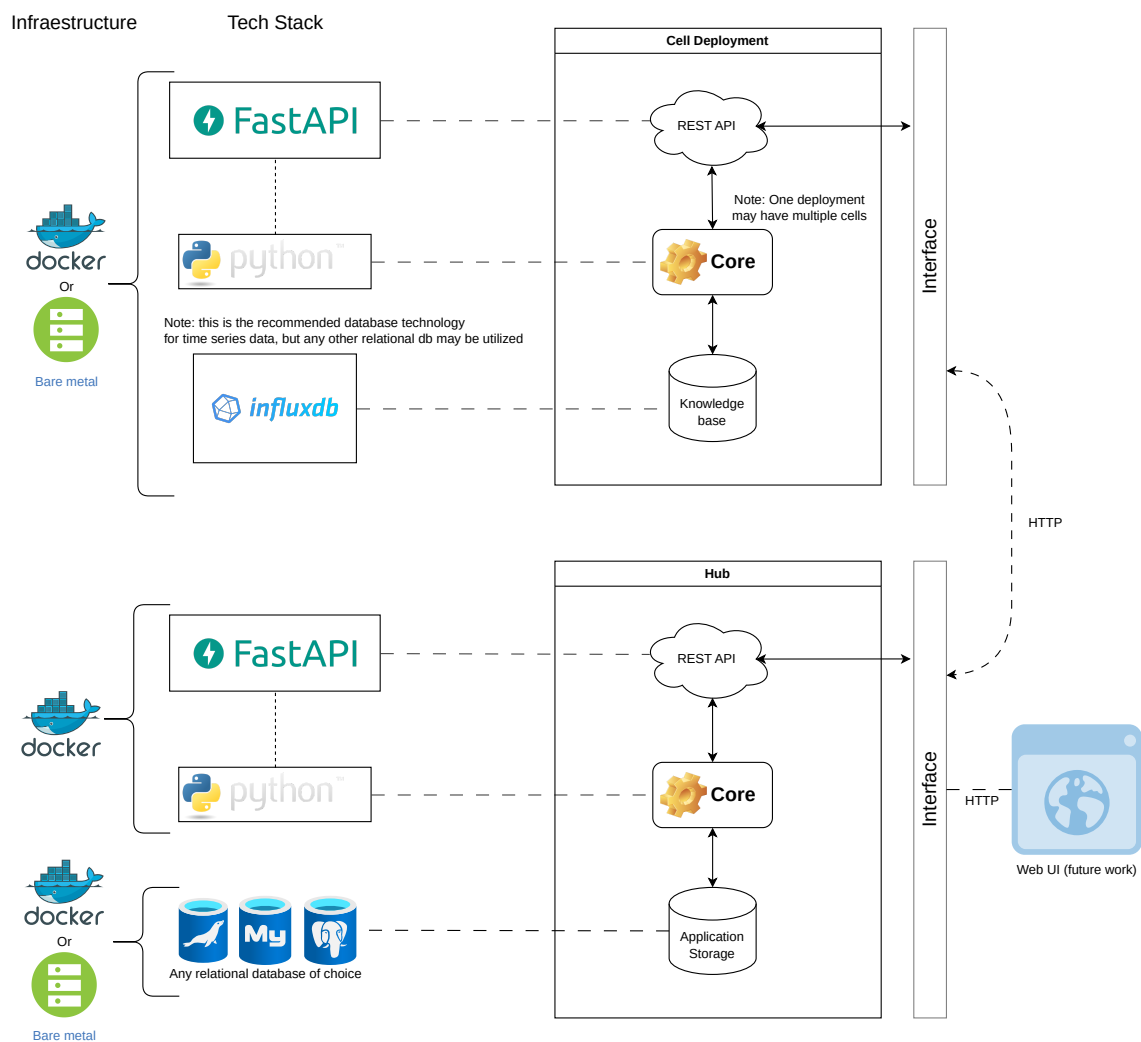 Infraestructure
Tech Stack
Cell Deployment
FastAPI
REST API
Note: One deployment
may have multiple cells
Interface
docker
python™
Core
Or
Note: this is the recommended database technology
for time series data, but any other relational db may be utilized
Bare metal
influxdb
Knowledge
base
HTTP
Hub
FastAPI
REST API
Interface
docker
python™
Core
HTTP
Web UI (future work)
docker
Or
My
Any relational database of choice
Application
Storage
Bare metal